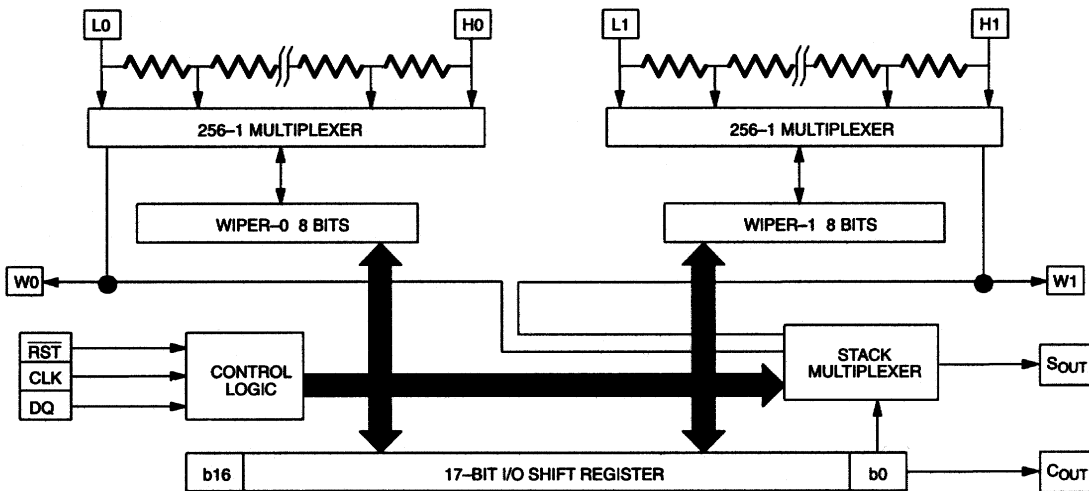 L0 H0 L1 H1
256–1 MULTIPLEXER 256–1 MULTIPLEXER
WIPER–0 8 BITS WIPER–1 8 BITS
W0 W1
RST
CLK
DQ
CONTROL
LOGIC
STACK
MULTIPLEXER
SOUT
b16 17–BIT I/O SHIFT REGISTER b0 COUT